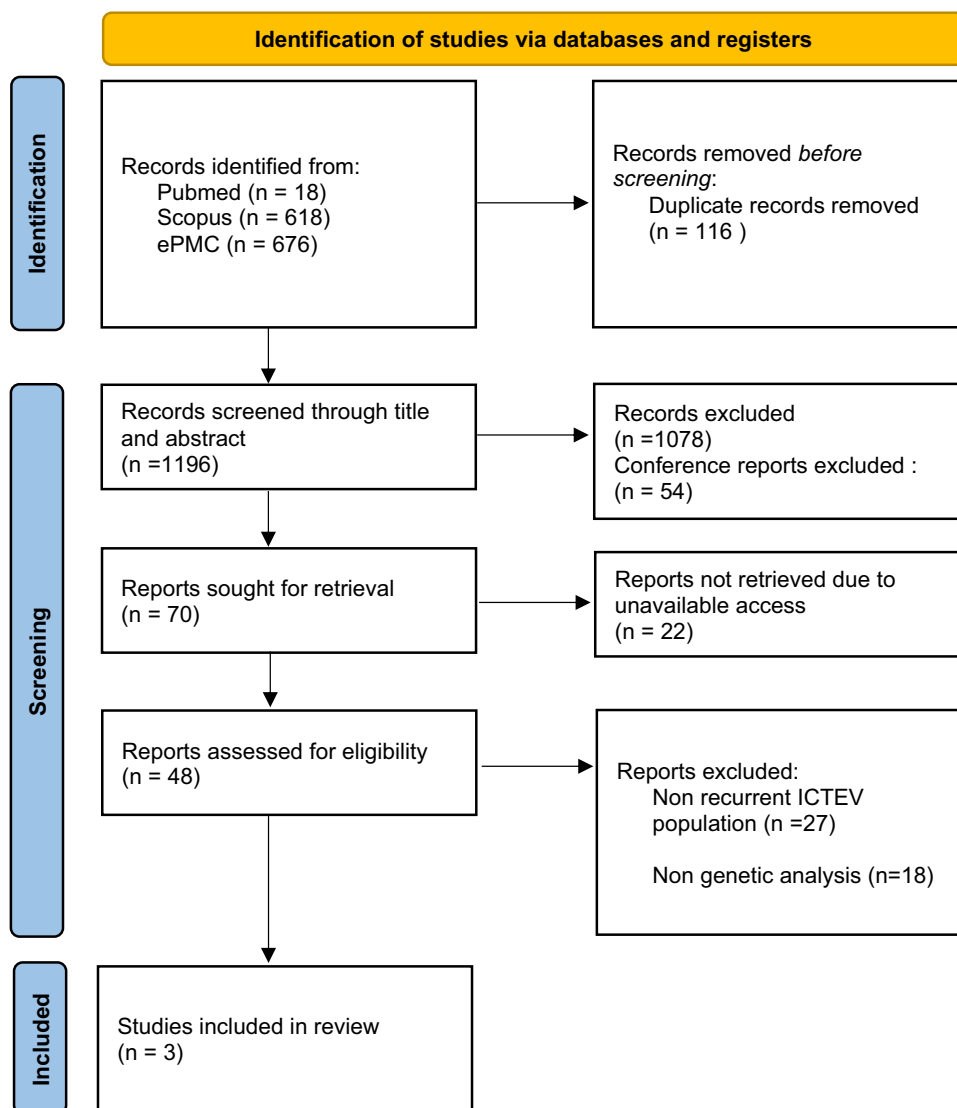 Identification of studies via databases and registers
Identification
Records identified from:
Pubmed (n = 18)
Scopus (n = 618)
ePMC (n = 676)
Records removed before
screening:
Duplicate records removed
(n = 116 )
Screening
Records screened through title
and abstract
(n =1196)
Records excluded
(n =1078)
Conference reports excluded :
(n = 54)
Reports sought for retrieval
(n = 70)
Reports not retrieved due to
unavailable access
(n = 22)
Reports assessed for eligibility
(n = 48)
Reports excluded:
Non recurrent ICTEV
population (n =27)
Non genetic analysis (n=18)
Included
Studies included in review
(n = 3)